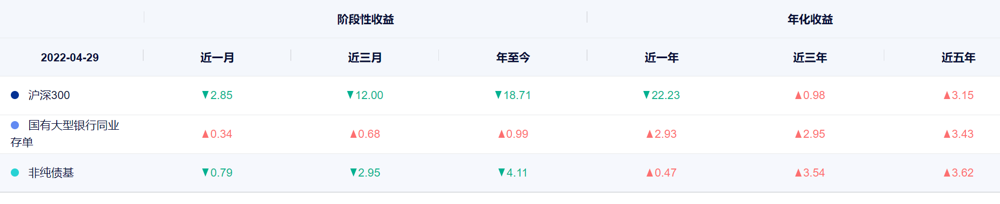 阶段性收益 年化收益
2022-04-29 近一月 近三月 年至今 近一年 近三年 近五年
沪深300 ▼2.85 ▼12.00 ▼18.71 ▼22.23 ▲0.98 ▲3.15
国有大型银行同业
存单 ▲0.34 ▲0.68 ▲0.99 ▲2.93 ▲2.95 ▲3.43
非纯债基 ▼0.79 ▼2.95 ▼4.11 ▲0.47 ▲3.54 ▲3.62